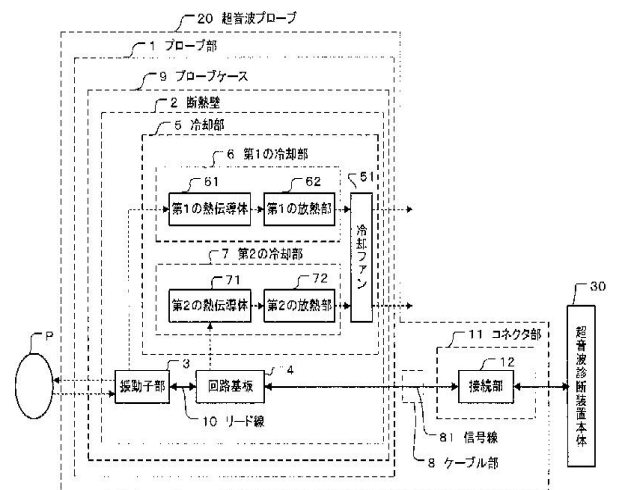 20 超音波プローブ
1 プローブ部
9 プローブケース
2 断熱壁
5 冷却部
6 第1の冷却部
61
62
51
第1の熱伝導体
第1の放熱部
冷却ファン
7 第2の冷却部
71
72
第2の熱伝導体
第2の放熱部
30
超音波診断装置本体
11 コネクタ部
P
3
4
12
振動子部
回路基板
接続部
10 リード線
81 信号線
8 ケーブル部